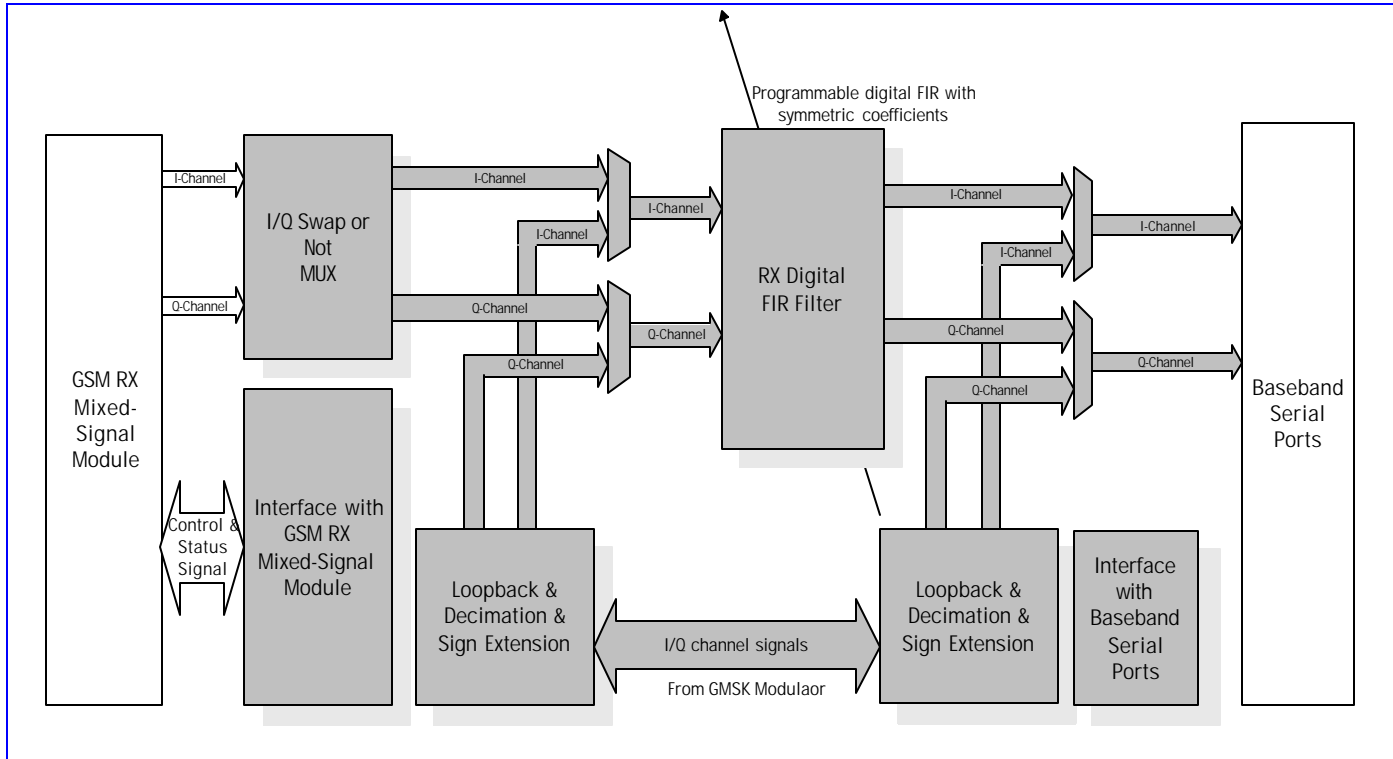 Programmable digital FIR with
symmetric coefficients
I-Channel
I-Channel
I-Channel
I-Channel
I-Channel
I-Channel
I-Channel
I/Q Swap or
Not
MUX
RX Digital
FIR Filter
Q-Channel
Q-Channel
Q-Channel
Q-Channel
Q-Channel
Q-Channel
Q-Channel
GSM RX
Mixed-
Signal
Module
Baseband
Serial
Ports
Control &
Status
Signal
Interface with
GSM RX
Mixed-Signal
Module
Loopback &
Decimation &
Sign Extension
I/Q channel signals
From GMSK Modulaor
Loopback &
Decimation &
Sign Extension
Interface
with
Baseband
Serial
Ports